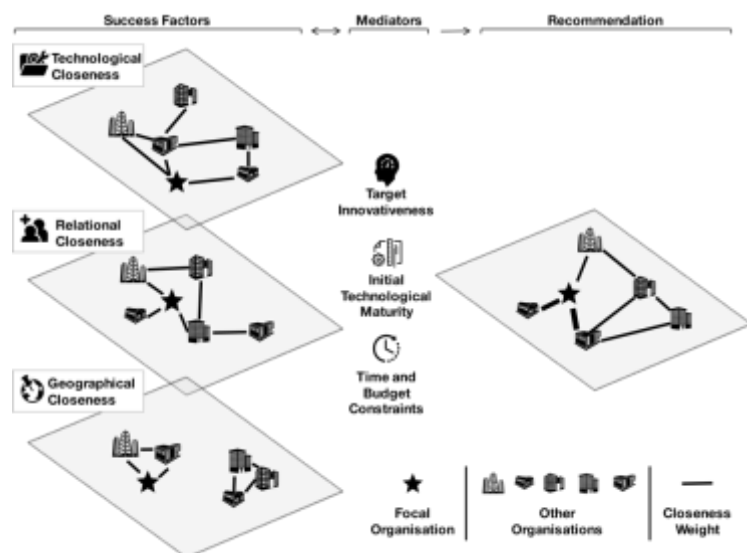 Success Factors
Mediators
Recommendation
Technological
Closeness
Relational
Closeness
Geographical
Closeness
Target
Innovativeness
Initial
Technological
Maturity
Time and
Budget
Constraints
Focal
Organisation
Other
Organisations
Closeness
Weight